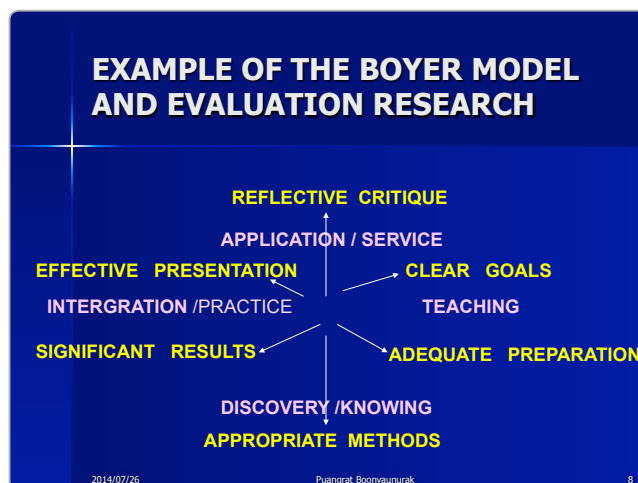 EXAMPLE OF THE BOYER MODEL
AND EVALUATION RESEARCH
REFLECTIVE CRITIQUE
APPLICATION / SERVICE
EFFECTIVE PRESENTATION
CLEAR GOALS
INTERGRATION /PRACTICE
TEACHING
SIGNIFICANT RESULTS
ADEQUATE PREPARATION
DISCOVERY /KNOWING
APPROPRIATE METHODS
2014/07/26
Puangrat Boonyaunurak
8